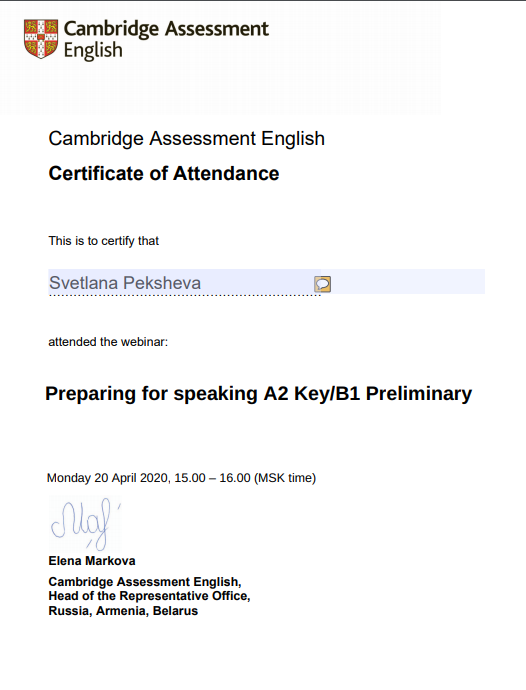 Cambridge Assessment
English
Cambridge Assessment English
Certificate of Attendance
This is to certify that
Svetlana Peksheva
attended the webinar:
Preparing for speaking A2 Key/B1 Preliminary
Monday 20 April 2020, 15.00 – 16.00 (MSK time)
Elena Markova
Cambridge Assessment English,
Head of the Representative Office,
Russia, Armenia, Belarus